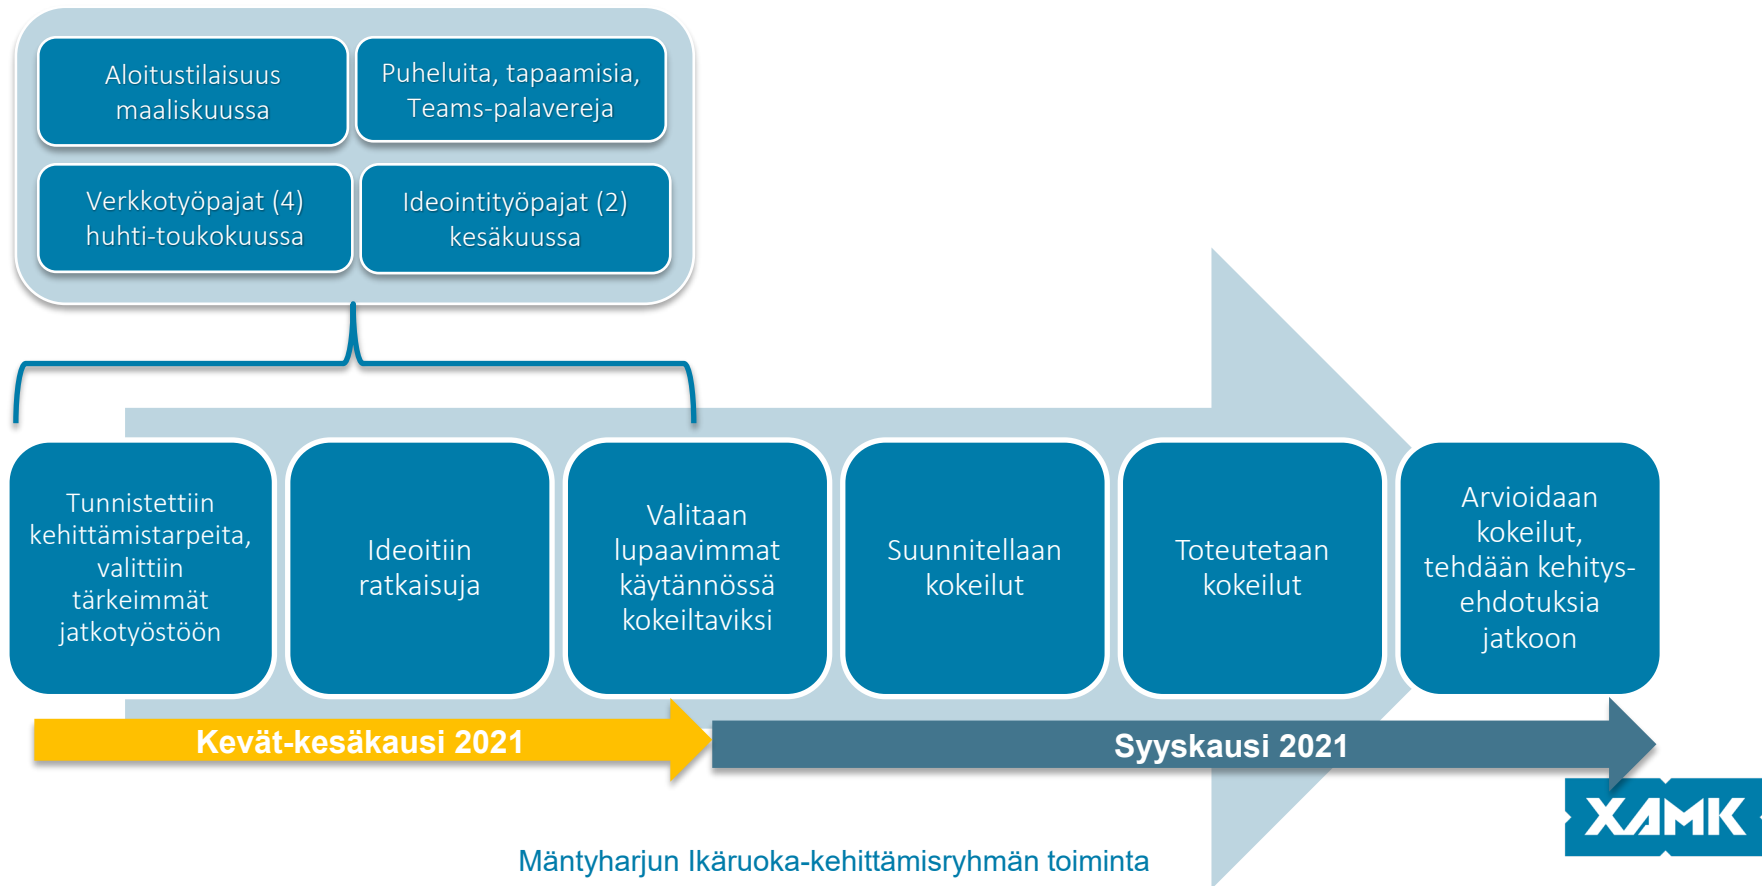 Aloitustilaisuus
maaliskuussa
Puheluita, tapaamisia,
Teams-palavereja
Verkkotyöpajat (4)
huhti-toukokuussa
Ideointityöpajat (2)
kesäkuussa
Tunnistettiin
kehittämistarpeita,
valittiin
tärkeimmät
jatkotyöstöön
Ideoitiin
ratkaisuja
Valitaan
lupaavimmat
käytännössä
kokeiltaviksi
Suunnitellaan
kokeilut
Toteutetaan
kokeilut
Arvioidaan
kokeilut,
tehdään kehitys-
ehdotuksia
jatkoon
Kevät-kesäkausi 2021
Syyskausi 2021
XAMK
Mäntyharjun Ikäruoka-kehittämisryhmän toiminta